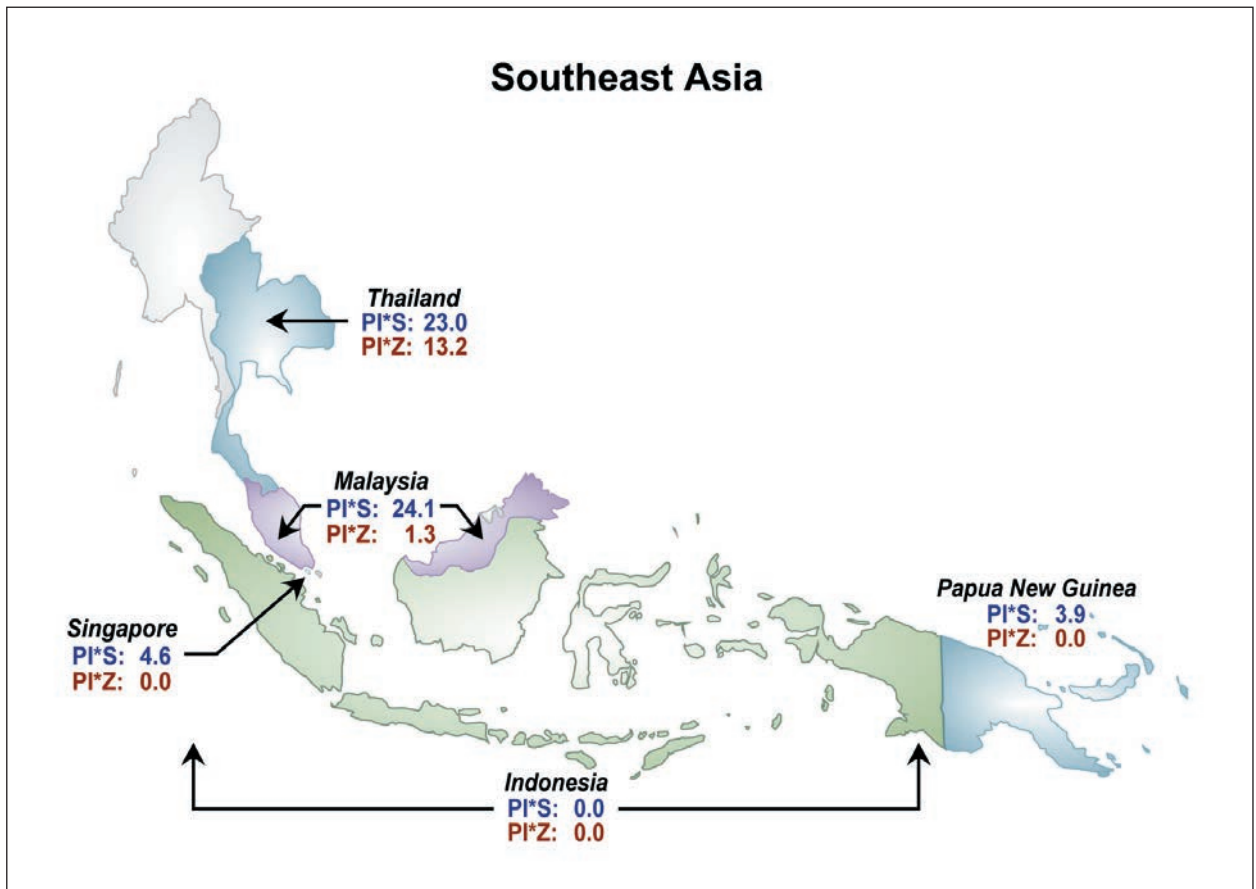 Southeast Asia
Thailand
PI*S: 23.0
PI*Z: 13.2
Malaysia
PI*S: 24.1
PI*Z: 1.3
Papua New Guinea
PI*S: 3.9
PI*Z: 0.0
Singapore
PI*S: 4.6
PI*Z: 0.0
Indonesia
PI*S: 0.0
PI*Z: 0.0